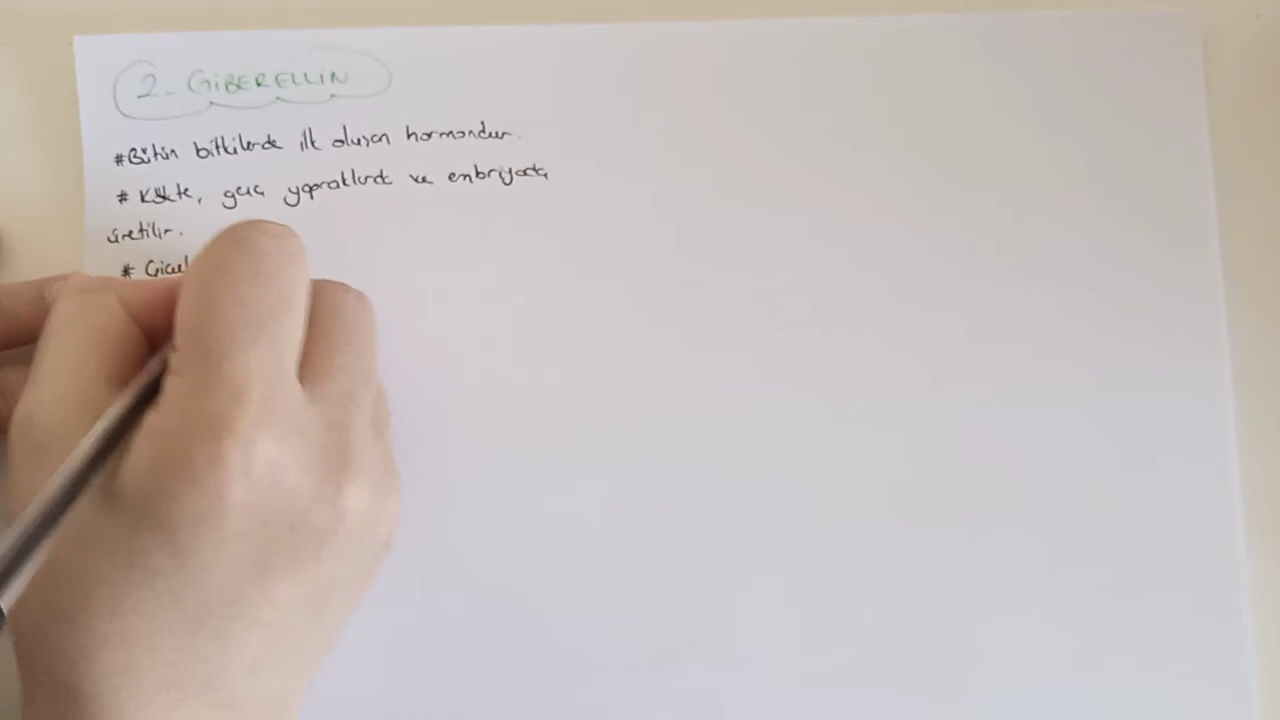 2- GİBERELLİN
#Bütün bitkilerde ilk oluşan hormondur.
# Kökte, genç yapraklarda ve embriyoda
üretilir.
#